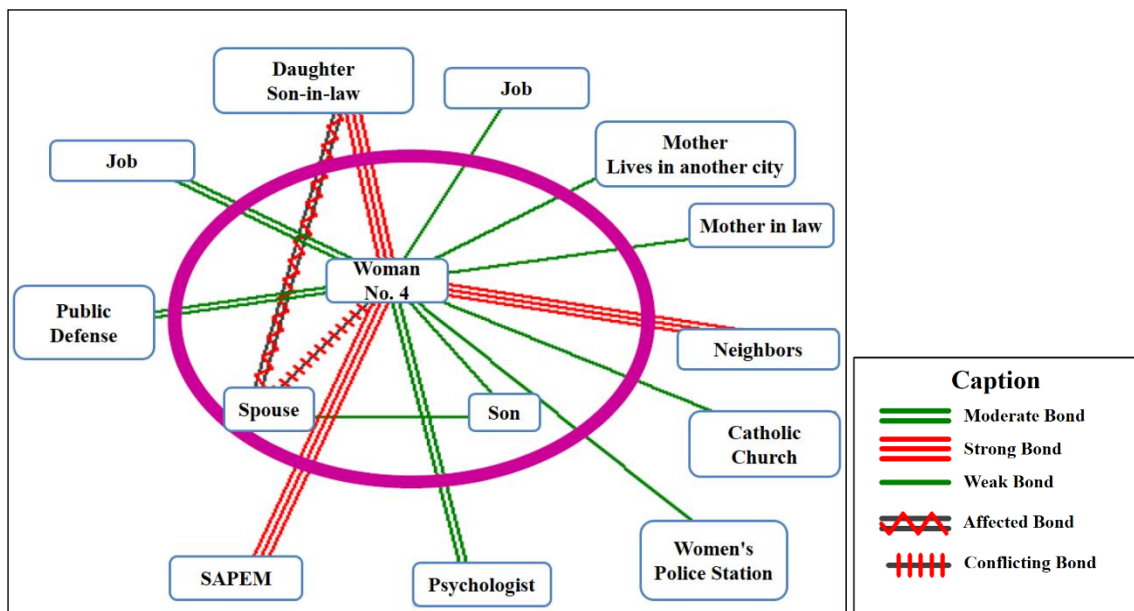 Daughter
Son-in-law
Job
Mother
Lives in another city
Job
Mother in law
Woman
No. 4
Public
Defense
Neighbors
Spouse
Son
Catholic
Church
Women's
Police Station
SAPEM
Psychologist
Caption
Moderate Bond
Strong Bond
Weak Bond
Affected Bond
Conflicting Bond